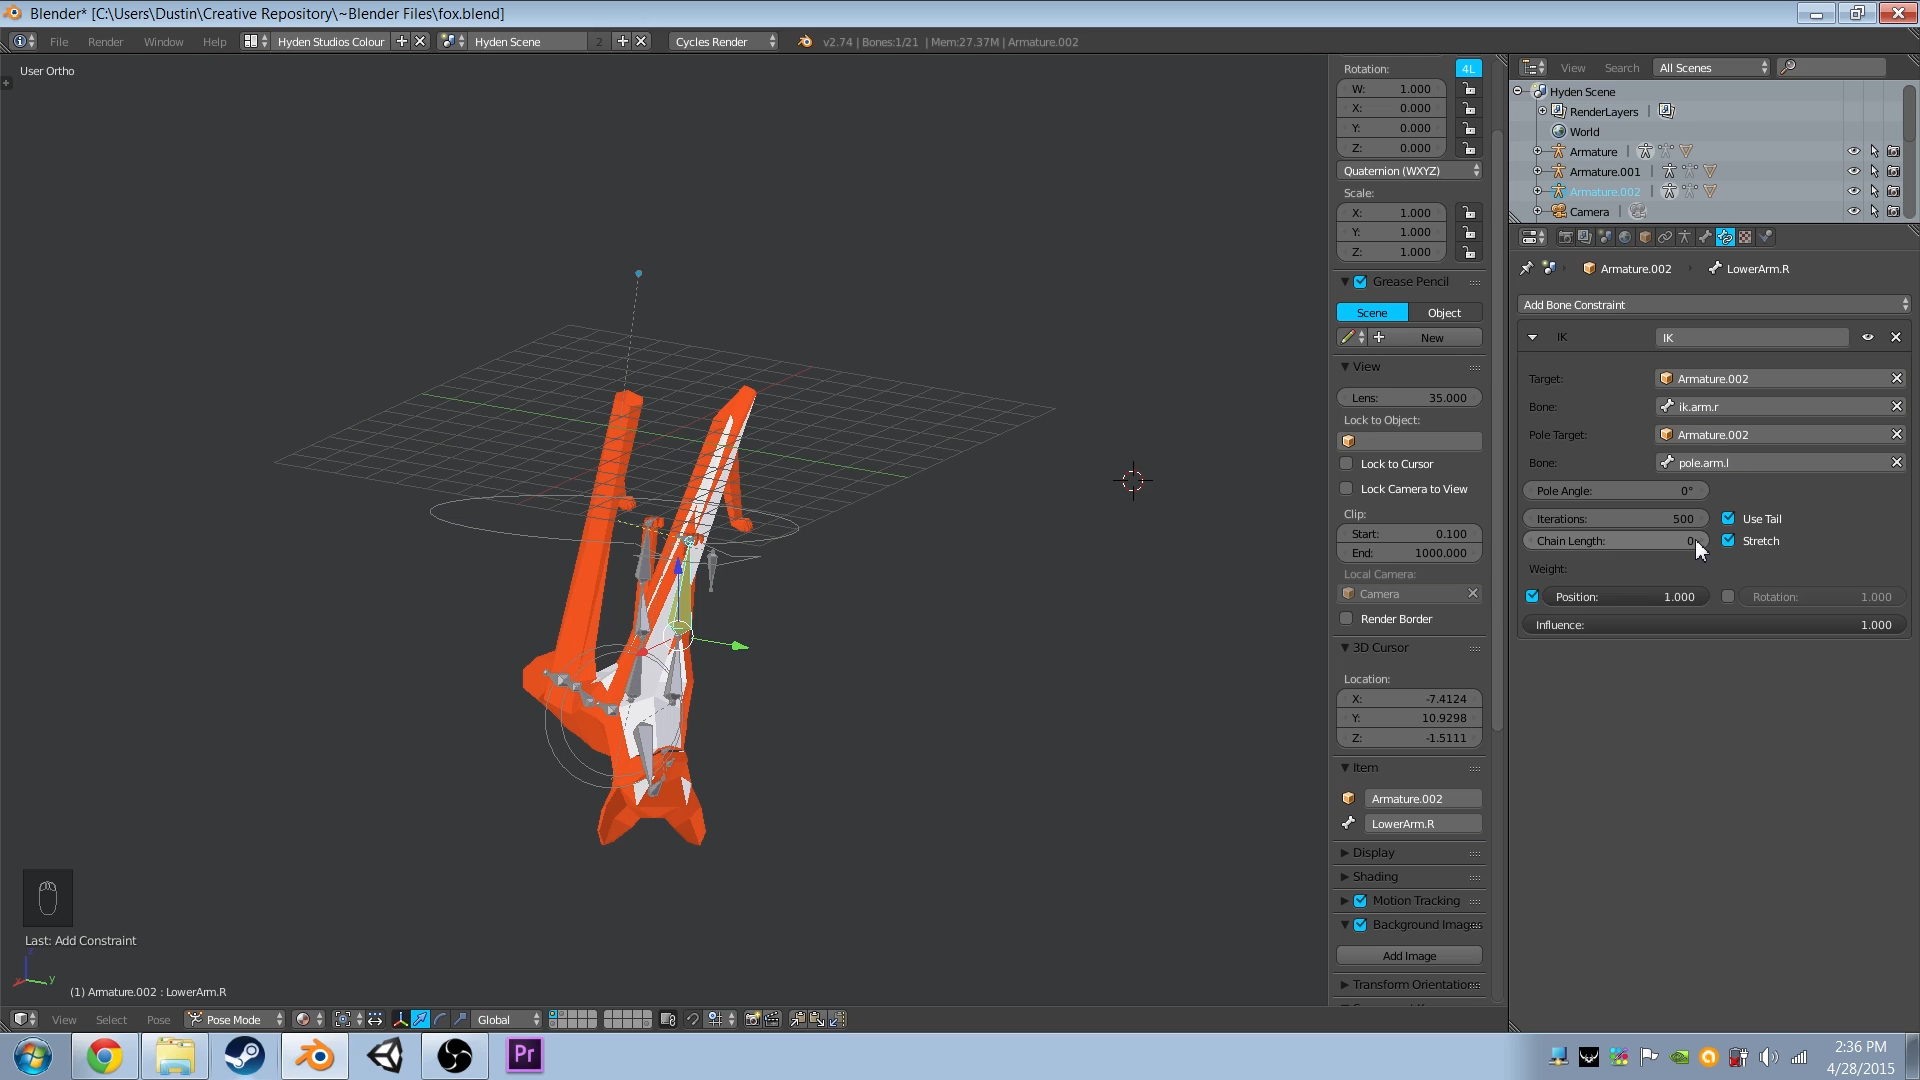 Blender* [C:\Users\Dustin\Creative Repository\~Blender Files\fox.blend]
File Render Window Help Hyden Studios Colour Hyden Scene 2 Cycles Render v2.74 | Bones:1/21 | Mem:27.37M | Armature.002
User Ortho
Rotation: 4L
W: 1.000
X: 0.000
Y: 0.000
Z: 0.000
Quaternion (WXYZ)
Scale:
X: 1.000
Y: 1.000
Z: 1.000
Grease Pencil
Scene Object
New
View
Lens: 35.000
Lock to Object:
Lock to Cursor
Lock Camera to View
Clip:
Start: 0.100
End: 1000.000
Local Camera:
Camera
Render Border
3D Cursor
Location:
X: -7.4124
Y: 10.9298
Z: -1.5111
Item
Armature.002
LowerArm.R
Display
Shading
Motion Tracking
Background Images
Add Image
Transform Orientations
View Search All Scenes
Hyden Scene
RenderLayers |
World
Armature |
Armature.001 |
Armature.002 |
Camera |
Armature.002 LowerArm.R
Add Bone Constraint
IK IK
Target: Armature.002
Bone: ik.arm.r
Pole Target: Armature.002
Bone: pole.arm.l
Pole Angle: 0°
Iterations: 500 Use Tail
Chain Length: 0 Stretch
Weight:
Position: 1.000 Rotation: 1.000
Influence: 1.000
Last: Add Constraint
z
x y
(1) Armature.002 : LowerArm.R
View Select Pose Pose Mode Global
Pr
2:36 PM
4/28/2015